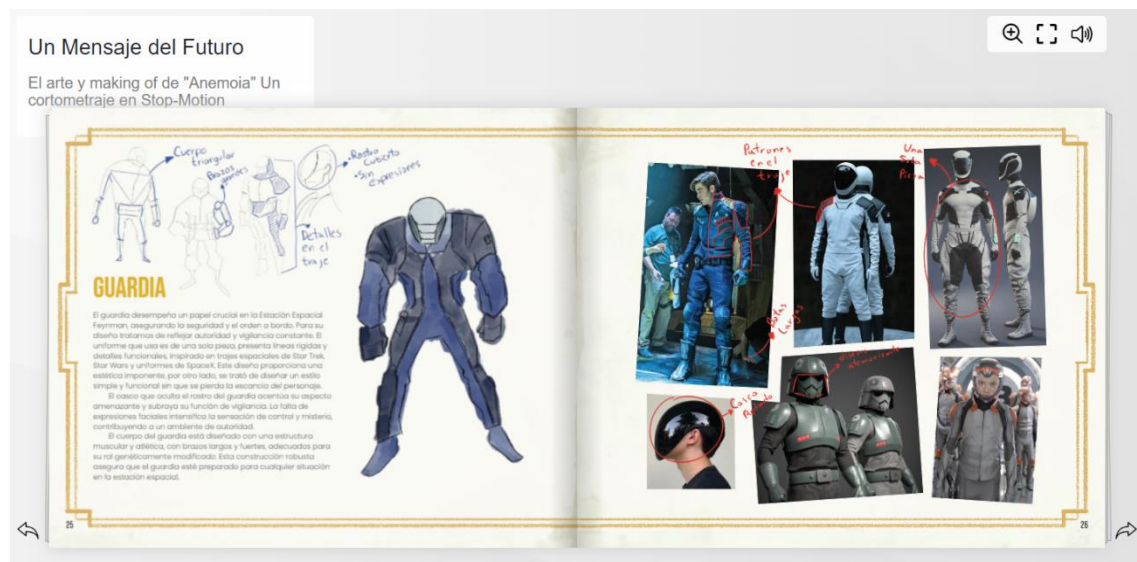 Un Mensaje del Futuro
El arte y making of de "Anemoia" Un
cortometraje en Stop-Motion
Cuerpo
triangular
Brazos
grandes
•Rostro
Cubierto
•Sin
expresiones
Detalles
en el
traje
GUARDIA
El guardia desempeña un papel crucial en la Estación Espacial
Feynman, asegurando la seguridad y el orden a bordo. Para su
diseño tratamos de reflejar autoridad y vigilancia constante. El
uniforme que usa es de una sola pieza, presenta líneas rígidas y
detalles funcionales, inspirado en trajes espaciales de Star Trek,
Star Wars y uniformes de SpaceX. Este diseño proporciona una
estética imponente, por otro lado, se trató de diseñar un estilo
simple y funcional sin que se pierda la escancia del personaje.
El casco que oculta el rostro del guardia acentúa su aspecto
amenazante y subraya su función de vigilancia. La falta de
expresiones faciales intensifica la sensación de control y misterio,
contribuyendo a un ambiente de autoridad.
El cuerpo del guardia está diseñado con una estructura
muscular y atlética, con brazos largos y fuertes, adecuados para
su rol genéticamente modificado. Esta construcción robusta
asegura que el guardia esté preparado para cualquier situación
en la estación espacial.
25
Patrones
en el
traje
Una
Sola
Pieza
Botas
Largas
diseño
Casco
26